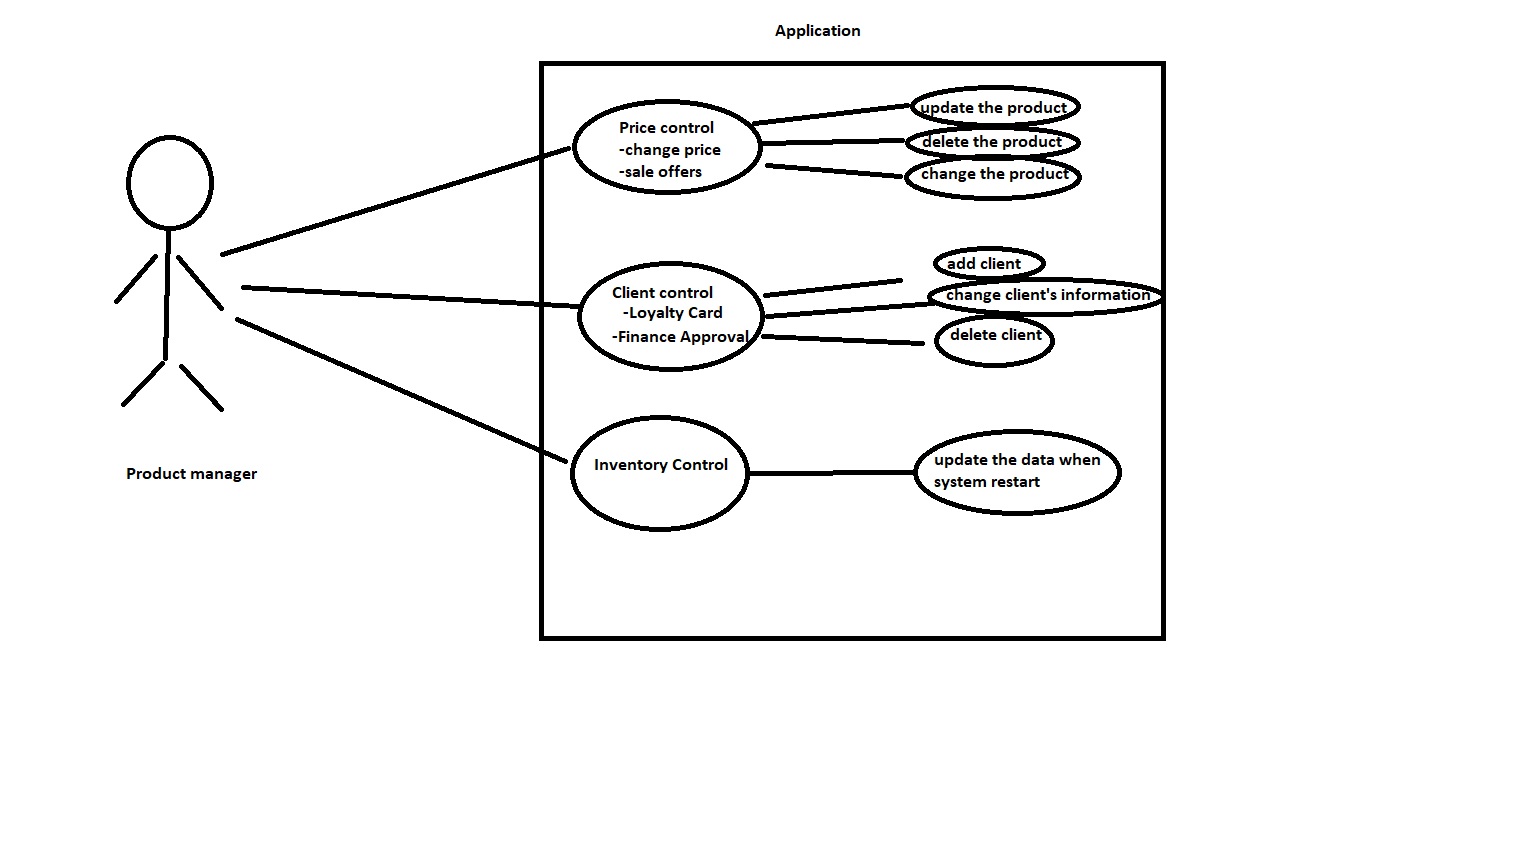 Application
Price control
-change price
-sale offers
update the product
delete the product
change the product
Client control
-Loyalty Card
-Finance Approval
add client
change client's information
delete client
Inventory Control
update the data when
system restart
Product manager